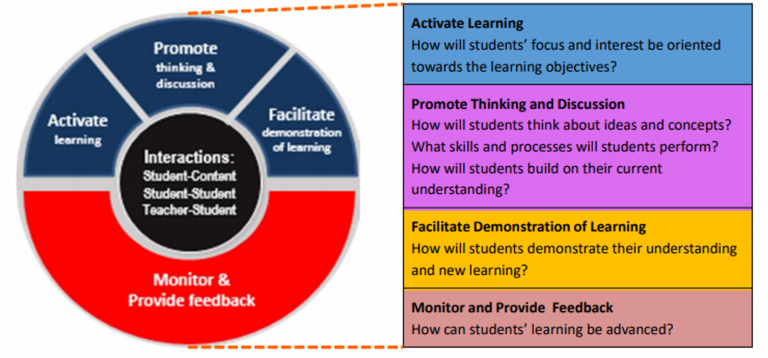 Promote
thinking &
discussion
Activate
learning
Facilitate
demonstration
of learning
Interactions:
Student-Content
Student-Student
Teacher-Student
Monitor &
Provide feedback
Activate Learning
How will students’ focus and interest be oriented
towards the learning objectives?
Promote Thinking and Discussion
How will students think about ideas and concepts?
What skills and processes will students perform?
How will students build on their current
understanding?
Facilitate Demonstration of Learning
How will students demonstrate their understanding
and new learning?
Monitor and Provide Feedback
How can students’ learning be advanced?